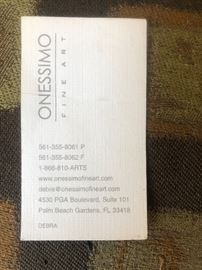 ONESSIMO
FINE ART
561-355-8061 P
561-355-8062 F
1-866-810-ARTS
www.onessimofineart.com
debra@onessimofineart.com
4530 PGA Boulevard, Suite 101
Palm Beach Gardens, FL 33418
DEBRA